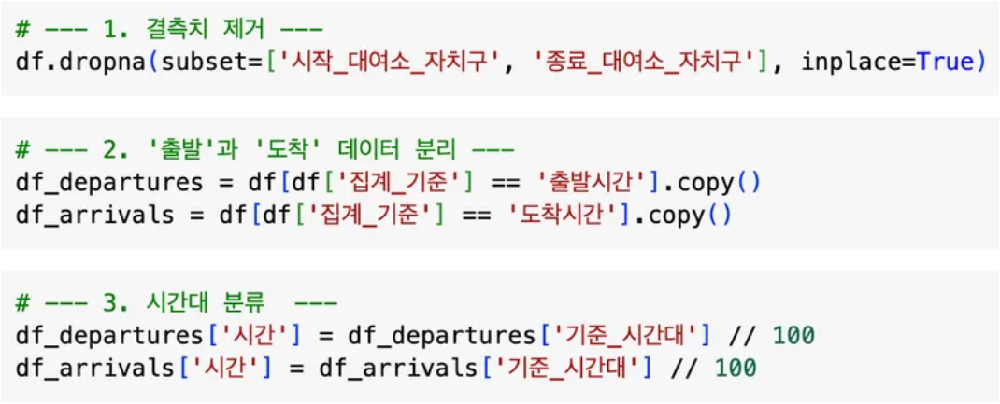 # --- 1. 결측치 제거 ---
df.dropna(subset=['시작_대여소_자치구', '종료_대여소_자치구'], inplace=True)
# --- 2. '출발'과 '도착' 데이터 분리 ---
df_departures = df[df['집계_기준'] == '출발시간'].copy()
df_arrivals = df[df['집계_기준'] == '도착시간'].copy()
# --- 3. 시간대 분류  ---
df_departures['시간'] = df_departures['기준_시간대'] // 100
df_arrivals['시간'] = df_arrivals['기준_시간대'] // 100